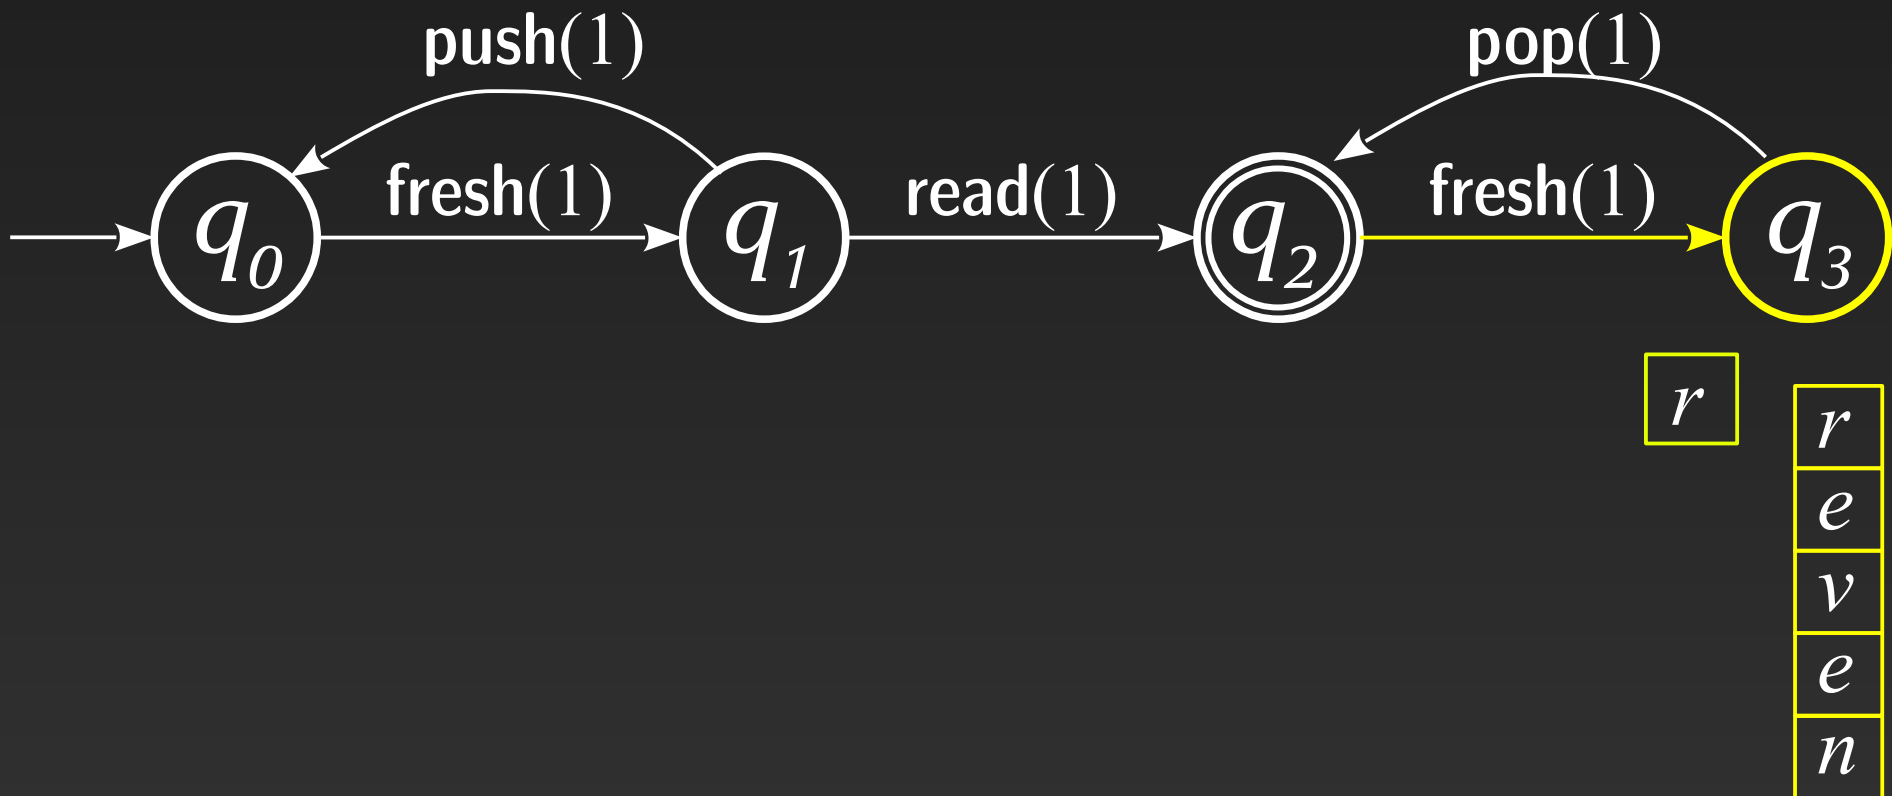 push(1) pop(1)
fresh(1) read(1) fresh(1)
q0 q1 q2 q3
r
r
e
v
e
n